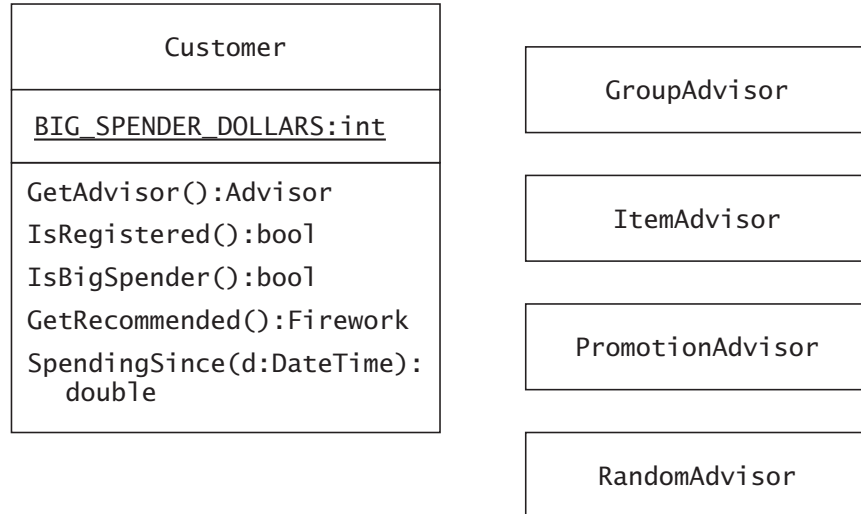 Customer
BIG_SPENDER_DOLLARS:int
GetAdvisor():Advisor
IsRegistered():bool
IsBigSpender():bool
GetRecommended():Firework
SpendingSince(d:DateTime):
double
GroupAdvisor
ItemAdvisor
PromotionAdvisor
RandomAdvisor